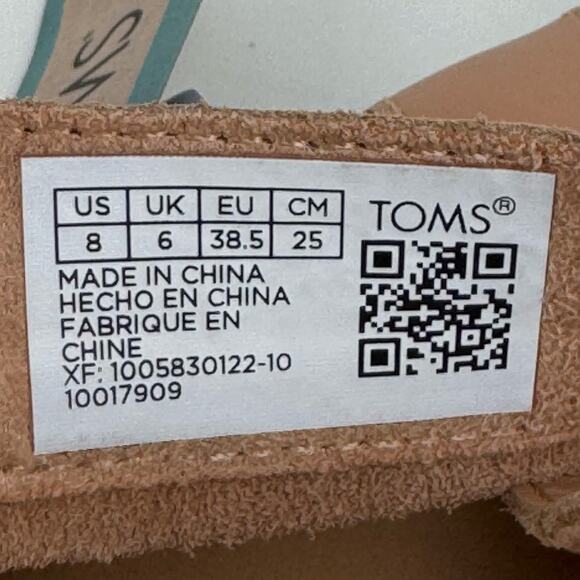 MS
US UK EU CM
8 6 38.5 25
TOMS®
MADE IN CHINA
HECHO EN CHINA
FABRIQUE EN
CHINE
XF: 1005830122-10
10017909